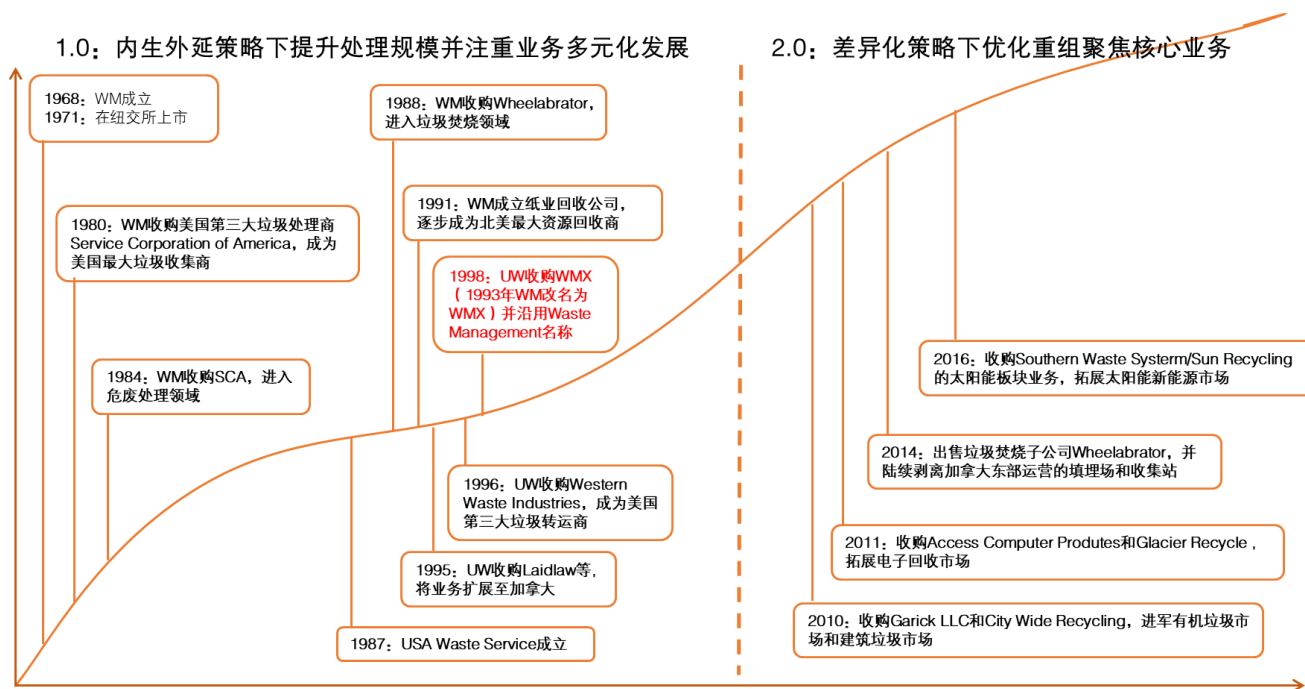 1.0：内生外延策略下提升处理规模并注重业务多元化发展
2.0：差异化策略下优化重组聚焦核心业务
1968：WM成立
1971：在纽交所上市
1988：WM收购Wheelabrator，
进入垃圾焚烧领域
1980：WM收购美国第三大垃圾处理商
Service Corporation of America，成为
美国最大垃圾收集商
1991：WM成立纸业回收公司，
逐步成为北美最大资源回收商
1998：UW收购WMX
（1993年WM改名为
WMX）并沿用Waste
Management名称
1984：WM收购SCA，进入
危废处理领域
2016：收购Southern Waste Systerm/Sun Recycling
的太阳能板块业务，拓展太阳能新能源市场
2014：出售垃圾焚烧子公司Wheelabrator，并
陆续剥离加拿大东部运营的填埋场和收集站
1996：UW收购Western
Waste Industries，成为美国
第三大垃圾转运商
2011：收购Access Computer Produtes和Glacier Recycle，
拓展电子回收市场
1995：UW收购Laidlaw等，
将业务扩展至加拿大
2010：收购Garick LLC和City Wide Recycling，进军有机垃圾市
场和建筑垃圾市场
1987：USA Waste Service成立